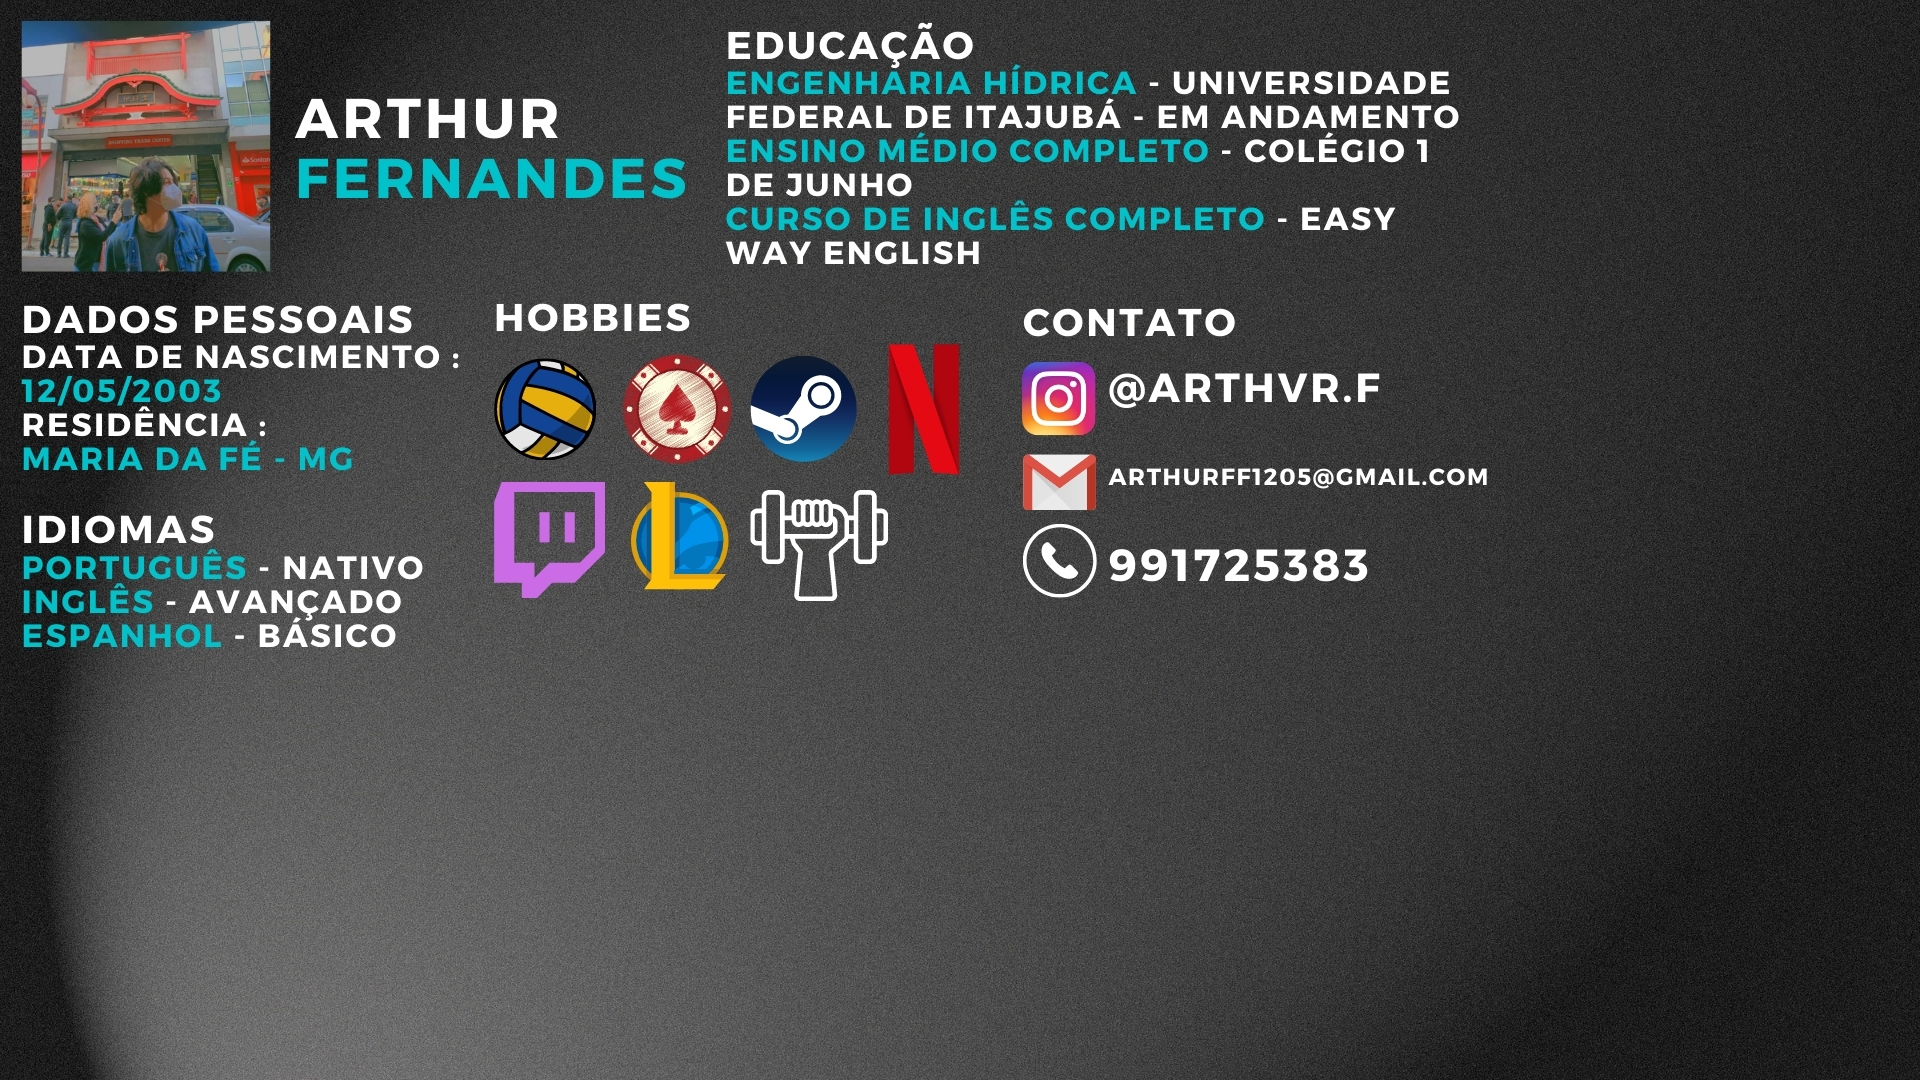 ARTHUR
FERNANDES
EDUCAÇÃO
ENGENHARIA HÍDRICA - UNIVERSIDADE
FEDERAL DE ITAJUBÁ - EM ANDAMENTO
ENSINO MÉDIO COMPLETO - COLÉGIO 1
DE JUNHO
CURSO DE INGLÊS COMPLETO - EASY
WAY ENGLISH
DADOS PESSOAIS
DATA DE NASCIMENTO :
12/05/2003
RESIDÊNCIA :
MARIA DA FÉ - MG
IDIOMAS
PORTUGUÊS - NATIVO
INGLÊS - AVANÇADO
ESPANHOL - BÁSICO
HOBBIES
CONTATO
@ARTHVR.F
ARTHURFF1205@GMAIL.COM
991725383